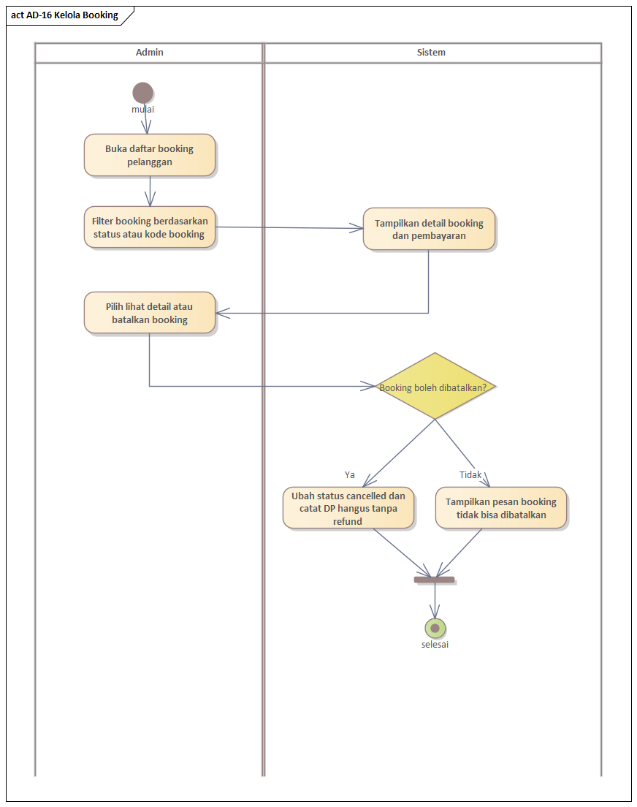 act AD-16 Kelola Booking
Admin
Sistem
mulai
Buka daftar booking
pelanggan
Filter booking berdasarkan
status atau kode booking
Tampilkan detail booking
dan pembayaran
Pilih lihat detail atau
batalkan booking
Booking boleh dibatalkan?
Ya
Tidak
Ubah status cancelled dan
catat DP hangus tanpa
refund
Tampilkan pesan booking
tidak bisa dibatalkan
selesai